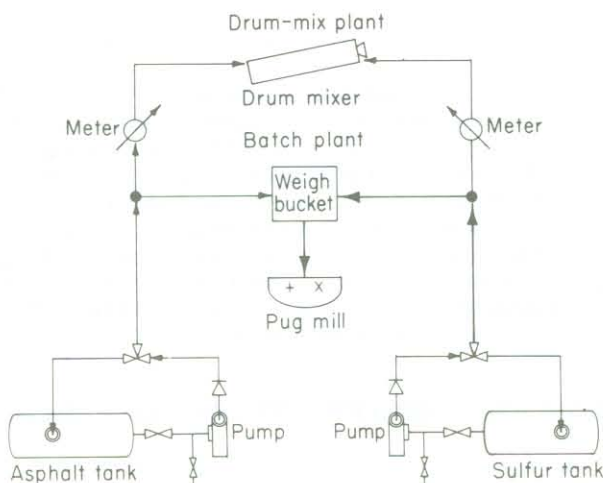 Drum-mix plant
Drum mixer
Meter
Meter
Batch plant
Weigh
bucket
+ x
Pug mill
Pump
Pump
Asphalt tank
Sulfur tank